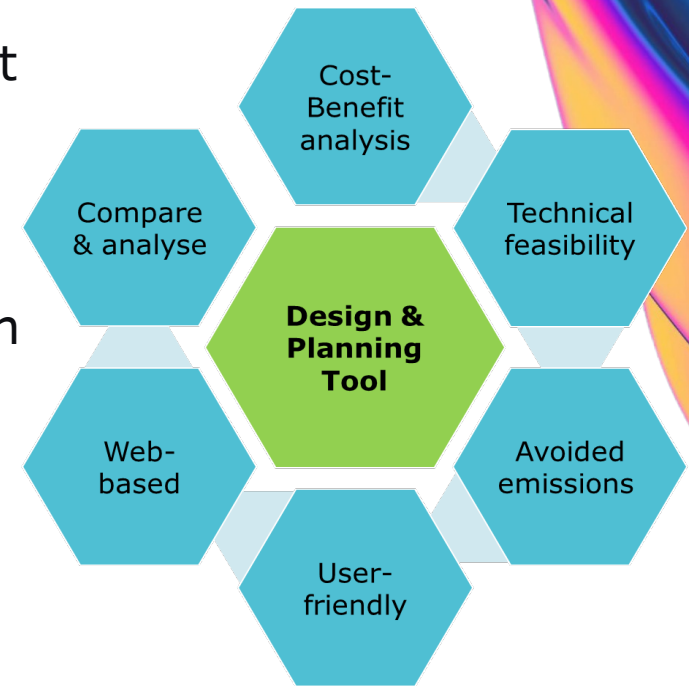 t
n
Cost-
Benefit
analysis
Technical
feasibility
Avoided
emissions
User-
friendly
Web-
based
Compare
& analyse
Design &
Planning
Tool